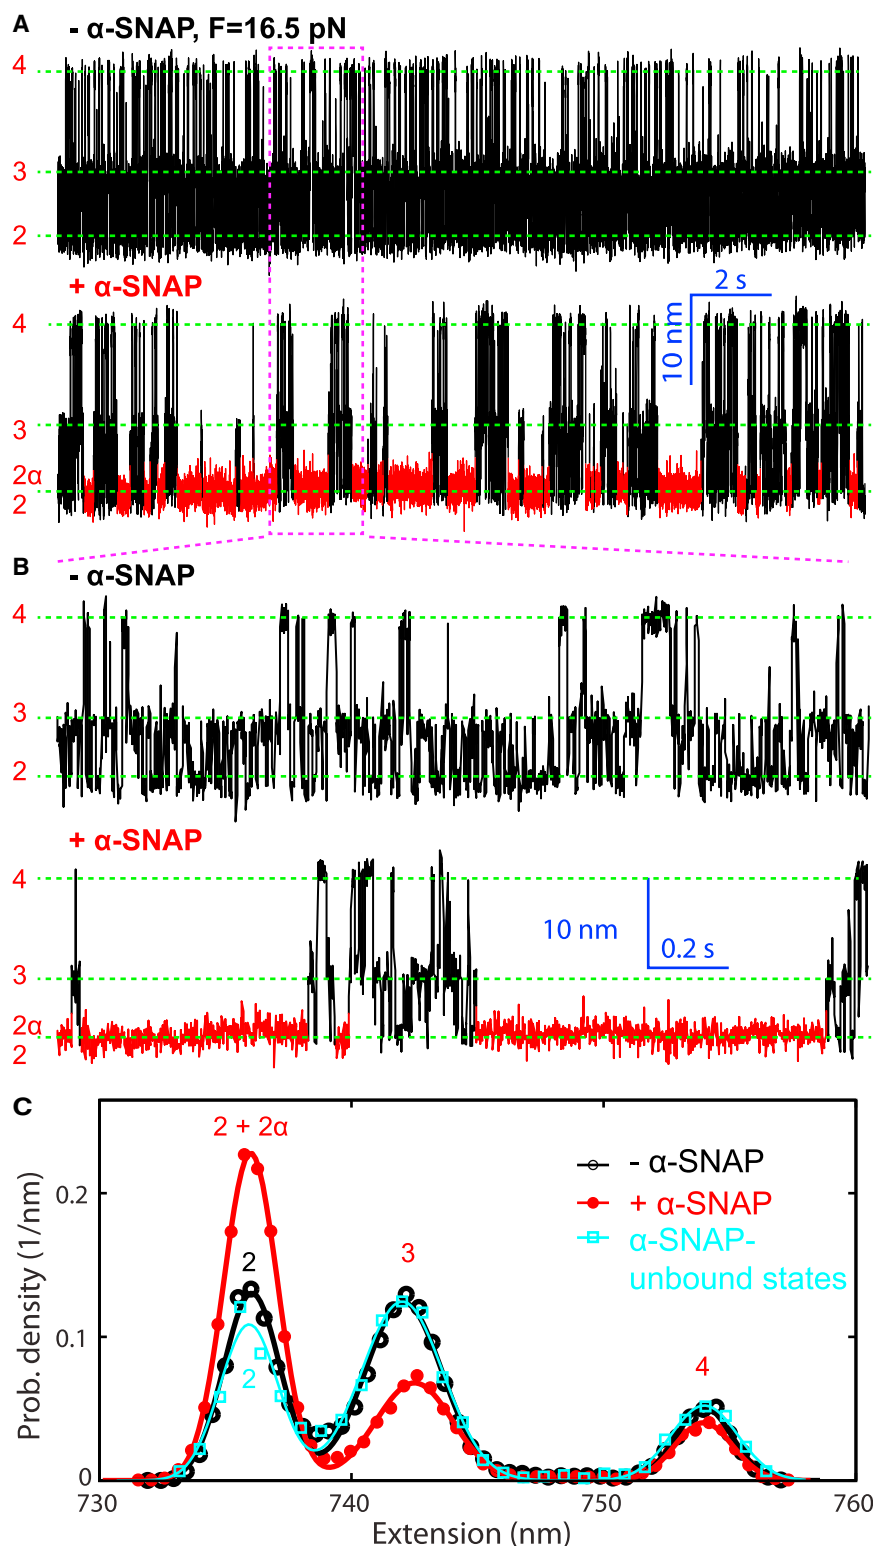 A
- α-SNAP, F=16.5 pN
4
3
2
+ α-SNAP
2 s
10 nm
4
3
2α
2
B
- α-SNAP
4
3
2
+ α-SNAP
4
10 nm
0.2 s
3
2α
2
C
2 + 2α
- α-SNAP
+ α-SNAP
α-SNAP-
unbound states
2
3
2
4
Prob. density (1/nm)
0.2
0.1
0
730
740
750
760
Extension (nm)